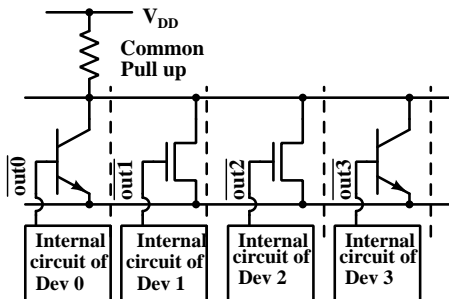 V_DD
Common
Pull up
out0
out1
out2
out3
Internal
circuit of
Dev 0
Internal
circuit of
Dev 1
Internal
circuit of
Dev 2
Internal
circuit of
Dev 3